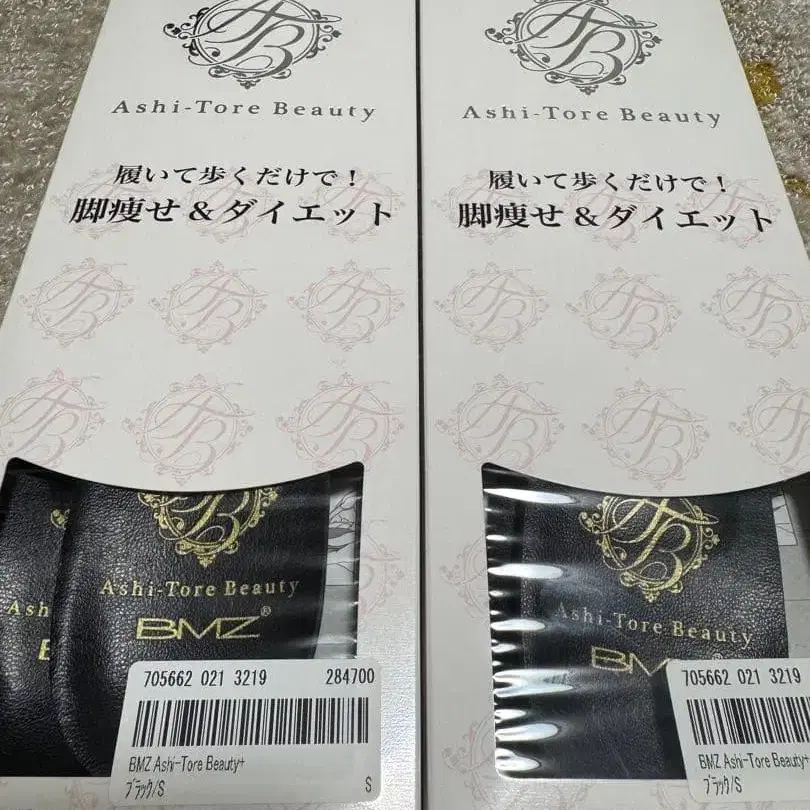 Ashi-Tore Beauty
履いて歩くだけで!
脚痩せ&ダイエット
Ashi-Tore Beauty
BMZ®
Ash
705662 021 3219 284700
BMZ Ashi-Tore Beauty+
ブラック/S S
Ashi-Tore Beauty
履いて歩くだけで!
脚痩せ&ダイエット
Ashi-Tore Beauty
BMZ
705662 021 3219
BMZ Ashi-Tore Beauty+
ブラック/S